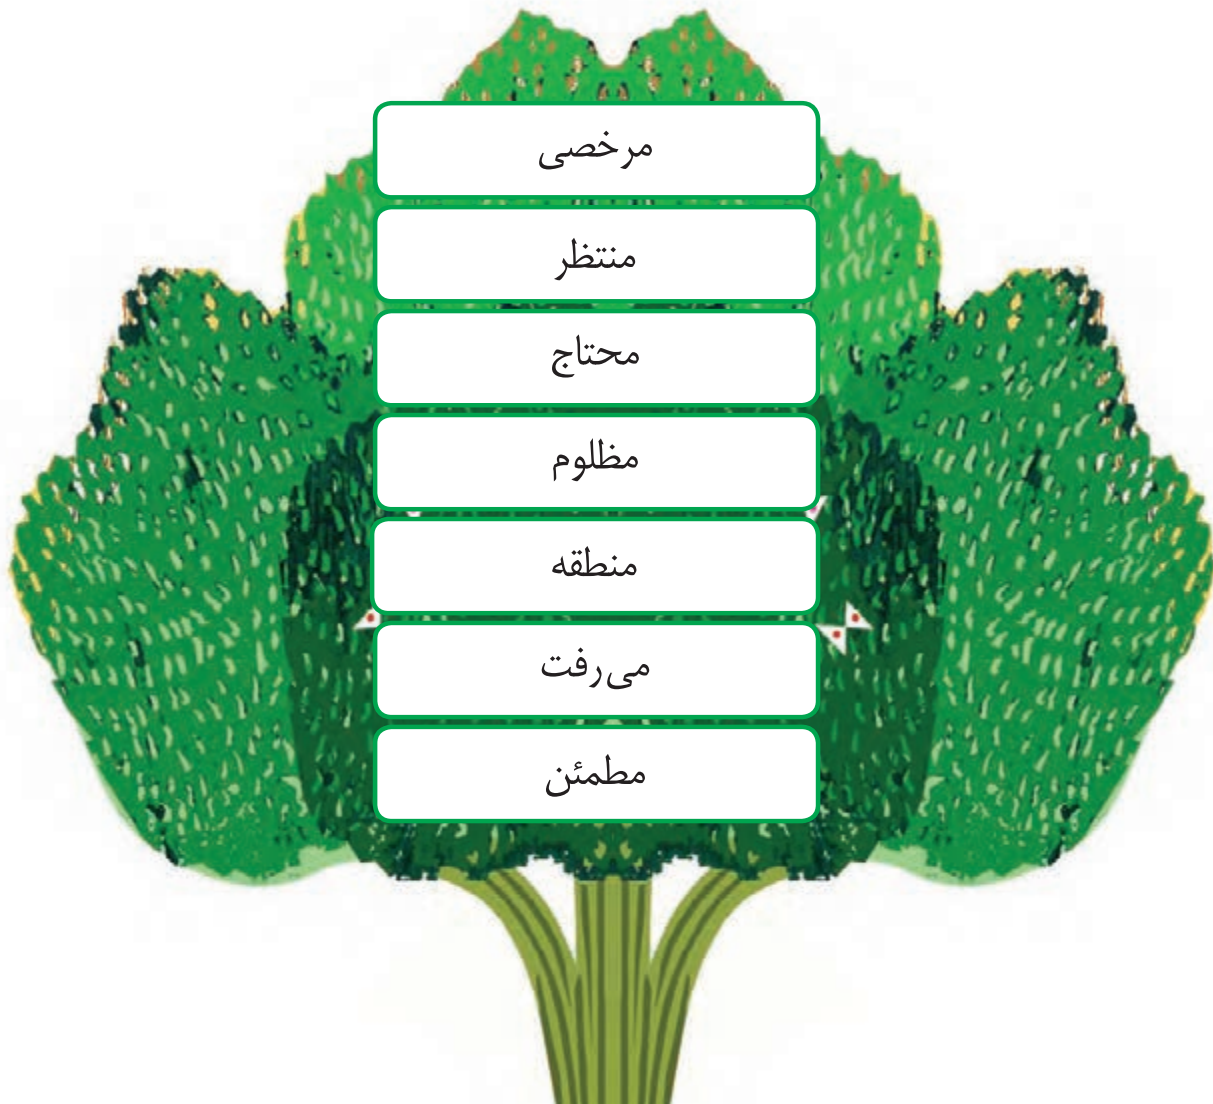 مرخصی
منتظر
محتاج
مظلوم
منطقه
می‌رفت
مطمئن